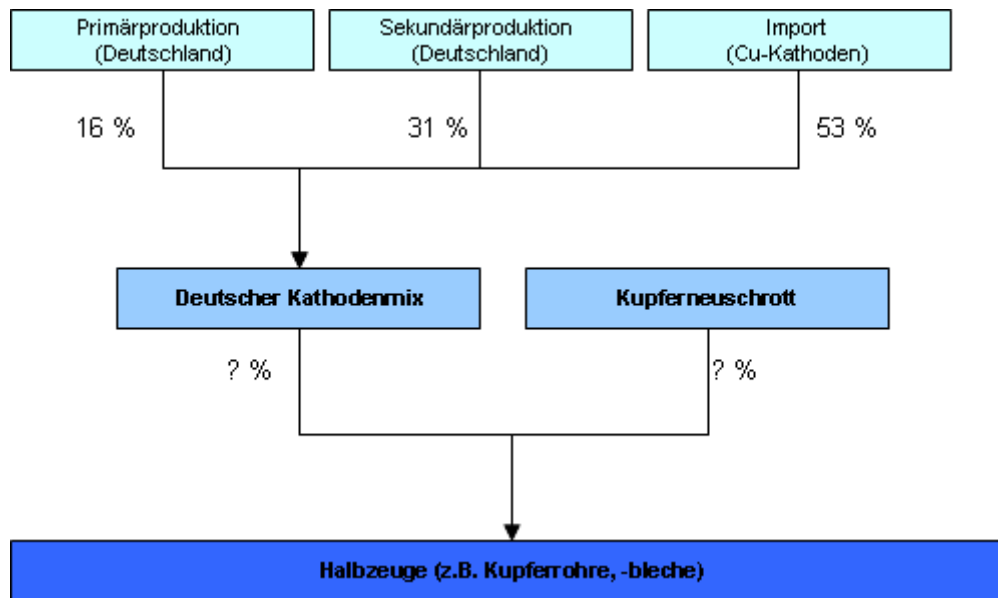 Primärproduktion
(Deutschland)
Sekundärproduktion
(Deutschland)
Import
(Cu-Kathoden)
16 %
31 %
53 %
Deutscher Kathodenmix
Kupferneuschrott
? %
? %
Halbzeuge (z.B. Kupferrohre, -bleche)